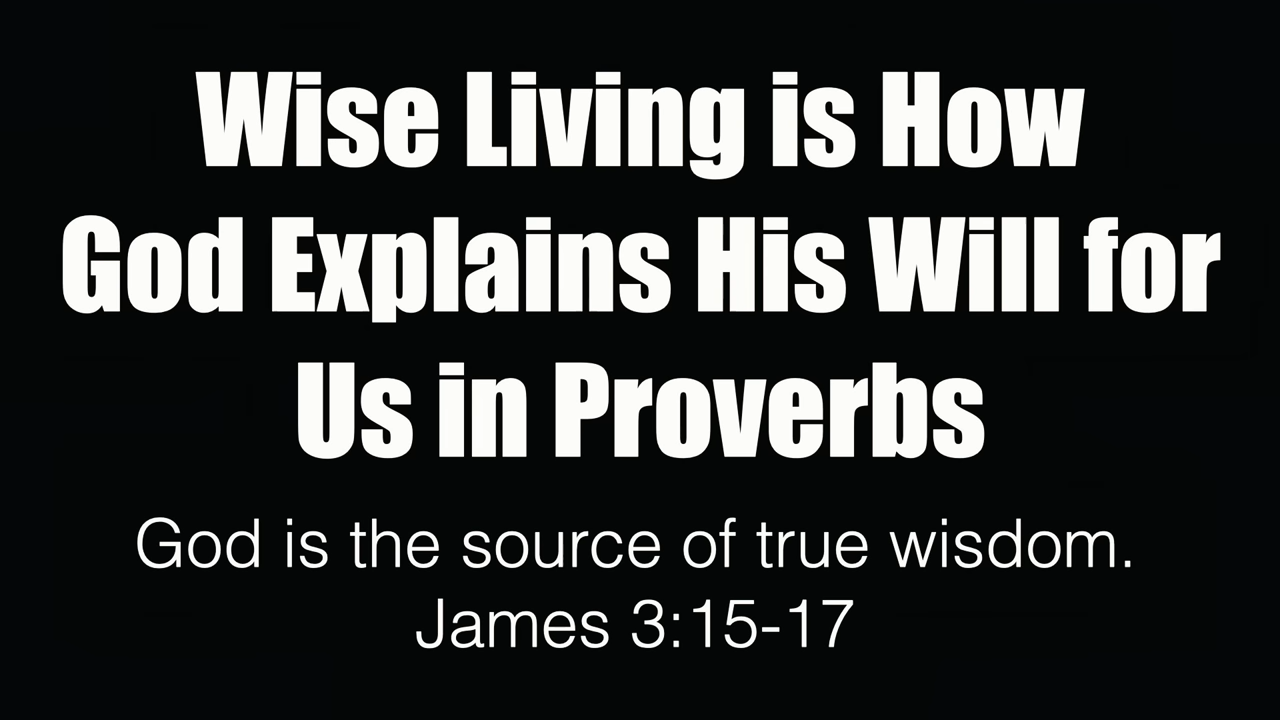 Wise Living is How
God Explains His Will for
Us in Proverbs
God is the source of true wisdom.
James 3:15-17